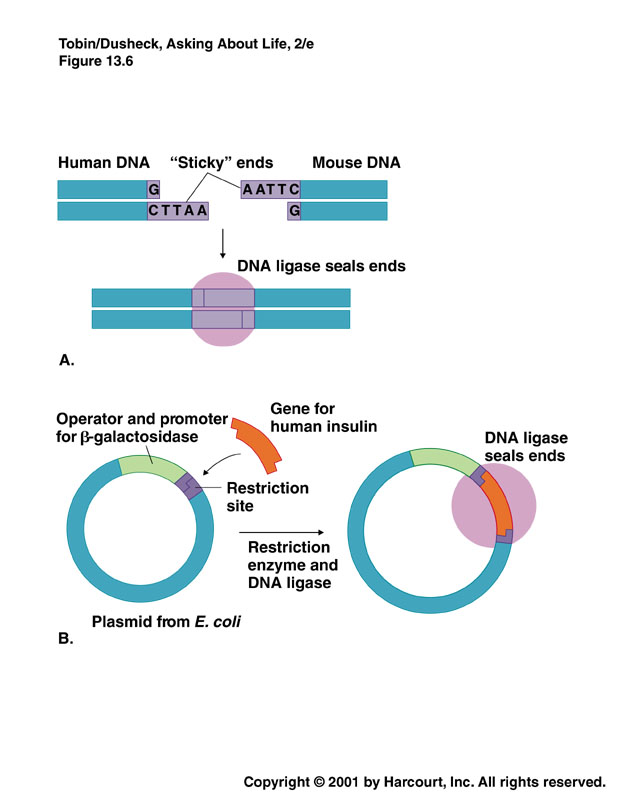 Tobin/Dusheck, Asking About Life, 2/e
Figure 13.6
Human DNA
“Sticky” ends
Mouse DNA
G
AATTC
CTTAA
G
DNA ligase seals ends
A.
Operator and promoter
for β-galactosidase
Gene for
human insulin
DNA ligase
seals ends
Restriction
site
Restriction
enzyme and
DNA ligase
Plasmid from E. coli
B.
Copyright © 2001 by Harcourt, Inc. All rights reserved.